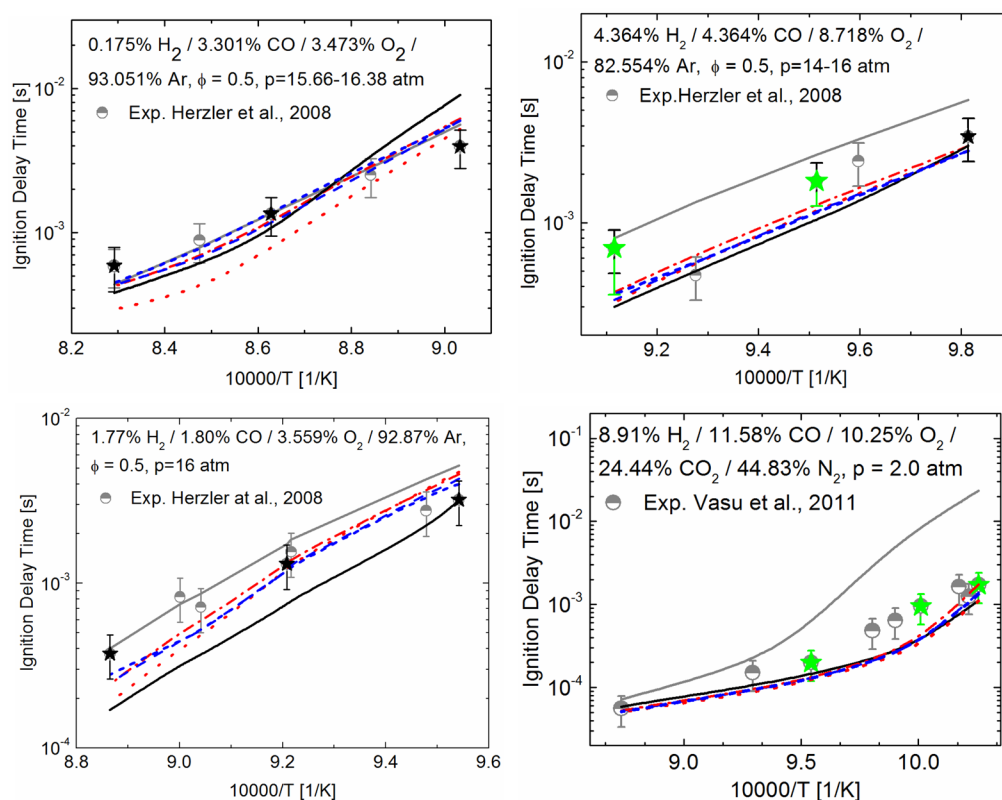 0.175% H2 / 3.301% CO / 3.473% O2 /
93.051% Ar, ϕ = 0.5, p=15.66-16.38 atm
Exp. Herzler et al., 2008
Ignition Delay Time [s]
10^-2
10^-3
8.2 8.4 8.6 8.8 9.0
10000/T [1/K]
4.364% H2 / 4.364% CO / 8.718% O2 /
82.554% Ar, ϕ = 0.5, p=14-16 atm
Exp.Herzler et al., 2008
Ignition Delay Time [s]
10^-2
10^-3
9.2 9.4 9.6 9.8
10000/T [1/K]
1.77% H2 / 1.80% CO / 3.559% O2 / 92.87% Ar,
ϕ = 0.5, p=16 atm
Exp. Herzler at al., 2008
Ignition Delay Time [s]
10^-2
10^-3
10^-4
8.8 9.0 9.2 9.4 9.6
10000/T [1/K]
8.91% H2 / 11.58% CO / 10.25% O2 /
24.44% CO2 / 44.83% N2, p = 2.0 atm
Exp. Vasu et al., 2011
Ignition Delay Time [s]
10^-1
10^-2
10^-3
10^-4
9.0 9.5 10.0
10000/T [1/K]